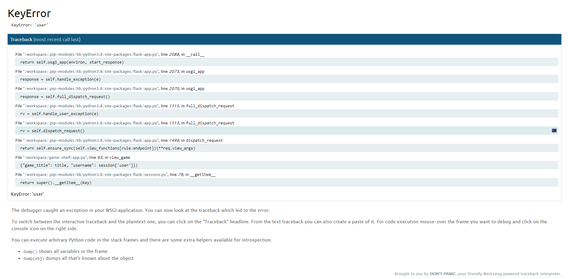 KeyError
KeyError: 'user'
Traceback (most recent call last)
File "/workspace/.pip-modules/lib/python3.8/site-packages/flask/app.py", line 2088, in __call__
return self.wsgi_app(environ, start_response)
File "/workspace/.pip-modules/lib/python3.8/site-packages/flask/app.py", line 2073, in wsgi_app
response = self.handle_exception(e)
File "/workspace/.pip-modules/lib/python3.8/site-packages/flask/app.py", line 2070, in wsgi_app
response = self.full_dispatch_request()
File "/workspace/.pip-modules/lib/python3.8/site-packages/flask/app.py", line 1515, in full_dispatch_request
rv = self.handle_user_exception(e)
File "/workspace/.pip-modules/lib/python3.8/site-packages/flask/app.py", line 1513, in full_dispatch_request
rv = self.dispatch_request()
File "/workspace/.pip-modules/lib/python3.8/site-packages/flask/app.py", line 1499, in dispatch_request
return self.ensure_sync(self.view_functions[rule.endpoint])(**req.view_args)
File "/workspace/game-shelf/app.py", line 83, in view_game
{"game_title": title, "username": session['user']}))
File "/workspace/.pip-modules/lib/python3.8/site-packages/flask/sessions.py", line 79, in __getitem__
return super().__getitem__(key)
KeyError: 'user'
The debugger caught an exception in your WSGI application. You can now look at the traceback which led to the error.
To switch between the interactive traceback and the plaintext one, you can click on the "Traceback" headline. From the text traceback you can also create a paste of it. For code execution mouse-over the frame you want to debug and click on the
console icon on the right side.
You can execute arbitrary Python code in the stack frames and there are some extra helpers available for introspection:
• dump() shows all variables in the frame
• dump(obj) dumps all that's known about the object
Brought to you by DON'T PANIC, your friendly Werkzeug powered traceback interpreter.